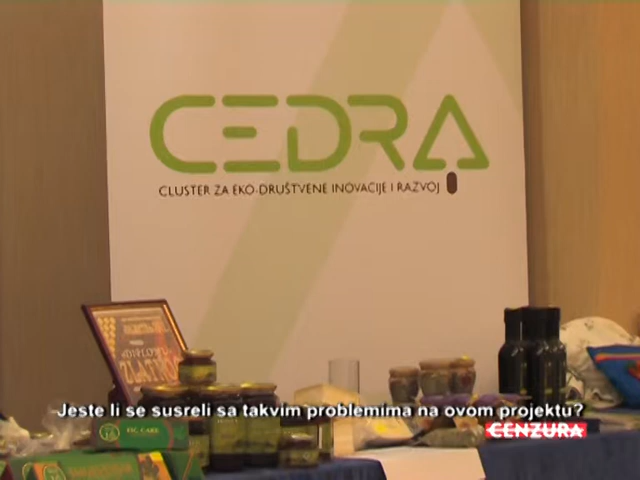 CEDRA
CLUSTER ZA EKO-DRUŠTVENE INOVACIJE I RAZVOJ
Jeste li se susreli sa takvim problemima na ovom projektu?
CENZURA